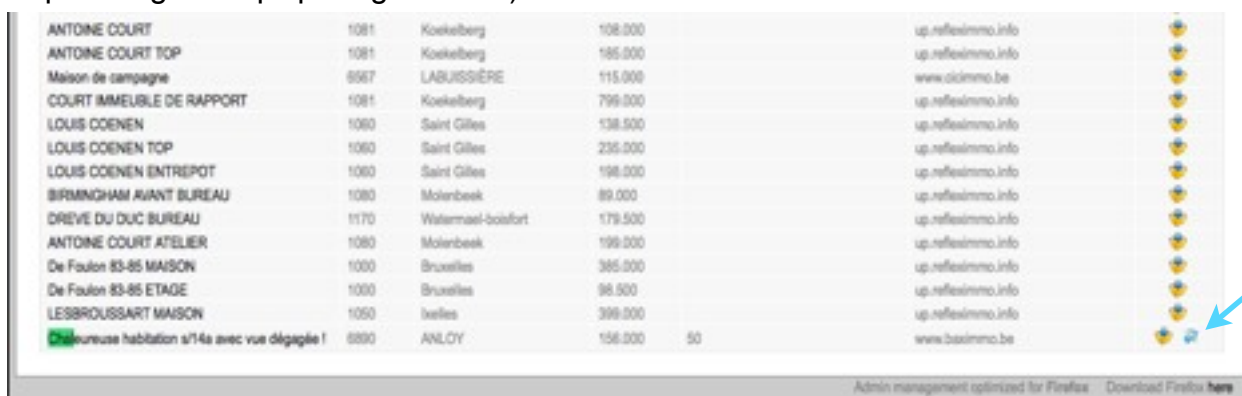 ANTOINE COURT 1081 Koekelberg 108.000 up.refleximmo.info
ANTOINE COURT TOP 1081 Koekelberg 165.000 up.refleximmo.info
Maison de campagne 6567 LABUISSIÈRE 115.000 www.cicimmo.be
COURT IMMEUBLE DE RAPPORT 1081 Koekelberg 799.000 up.refleximmo.info
LOUIS COENEN 1060 Saint Gilles 138.500 up.refleximmo.info
LOUIS COENEN TOP 1060 Saint Gilles 235.000 up.refleximmo.info
LOUIS COENEN ENTREPOT 1060 Saint Gilles 198.000 up.refleximmo.info
BIRMINGHAM AVANT BUREAU 1080 Molenbeek 89.000 up.refleximmo.info
DREVE DU DUC BUREAU 1170 Watermael-boisfort 179.500 up.refleximmo.info
ANTOINE COURT ATELIER 1080 Molenbeek 199.000 up.refleximmo.info
De Foulon 83-85 MAISON 1000 Bruxelles 385.000 up.refleximmo.info
De Foulon 83-85 ETAGE 1000 Bruxelles 98.500 up.refleximmo.info
LESBROUSSART MAISON 1050 Ixelles 399.000 up.refleximmo.info
Chaleureuse habitation s/14a avec vue dégagée ! 6890 ANLOY 156.000 50 www.baximmo.be
Admin management optimized for Firefox Download Firefox here